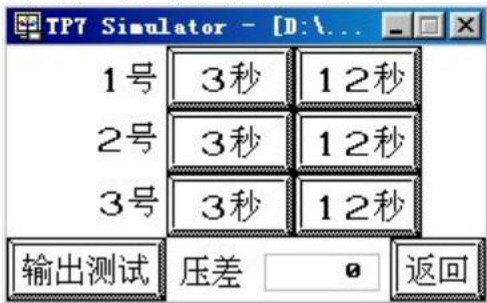 TP7 Simulator - [D:\...
1号 3秒 12秒
2号 3秒 12秒
3号 3秒 12秒
输出测试 压差 0 返回